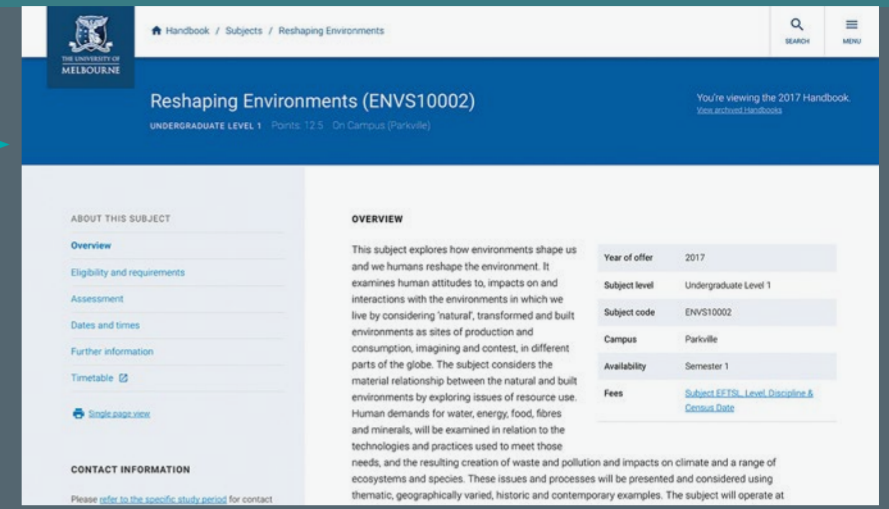 THE UNIVERSITY OF
MELBOURNE
Handbook / Subjects / Reshaping Environments
SEARCH
MENU
Reshaping Environments (ENVS10002)
UNDERGRADUATE LEVEL 1 Points: 12.5 On Campus (Parkville)
You're viewing the 2017 Handbook.
View archived Handbooks
ABOUT THIS SUBJECT
Overview
Eligibility and requirements
Assessment
Dates and times
Further information
Timetable
Single page view
CONTACT INFORMATION
Please refer to the specific study period for contact
OVERVIEW
This subject explores how environments shape us
and we humans reshape the environment. It
examines human attitudes to, impacts on and
interactions with the environments in which we
live by considering 'natural', transformed and built
environments as sites of production and
consumption, imagining and contest, in different
parts of the globe. The subject considers the
material relationship between the natural and built
environments by exploring issues of resource use.
Human demands for water, energy, food, fibres
and minerals, will be examined in relation to the
technologies and practices used to meet those
needs, and the resulting creation of waste and pollution and impacts on climate and a range of
ecosystems and species. These issues and processes will be presented and considered using
thematic, geographically varied, historic and contemporary examples. The subject will operate at
Year of offer 2017
Subject level Undergraduate Level 1
Subject code ENVS10002
Campus Parkville
Availability Semester 1
Fees Subject EFTSL, Level, Discipline &
Census Date